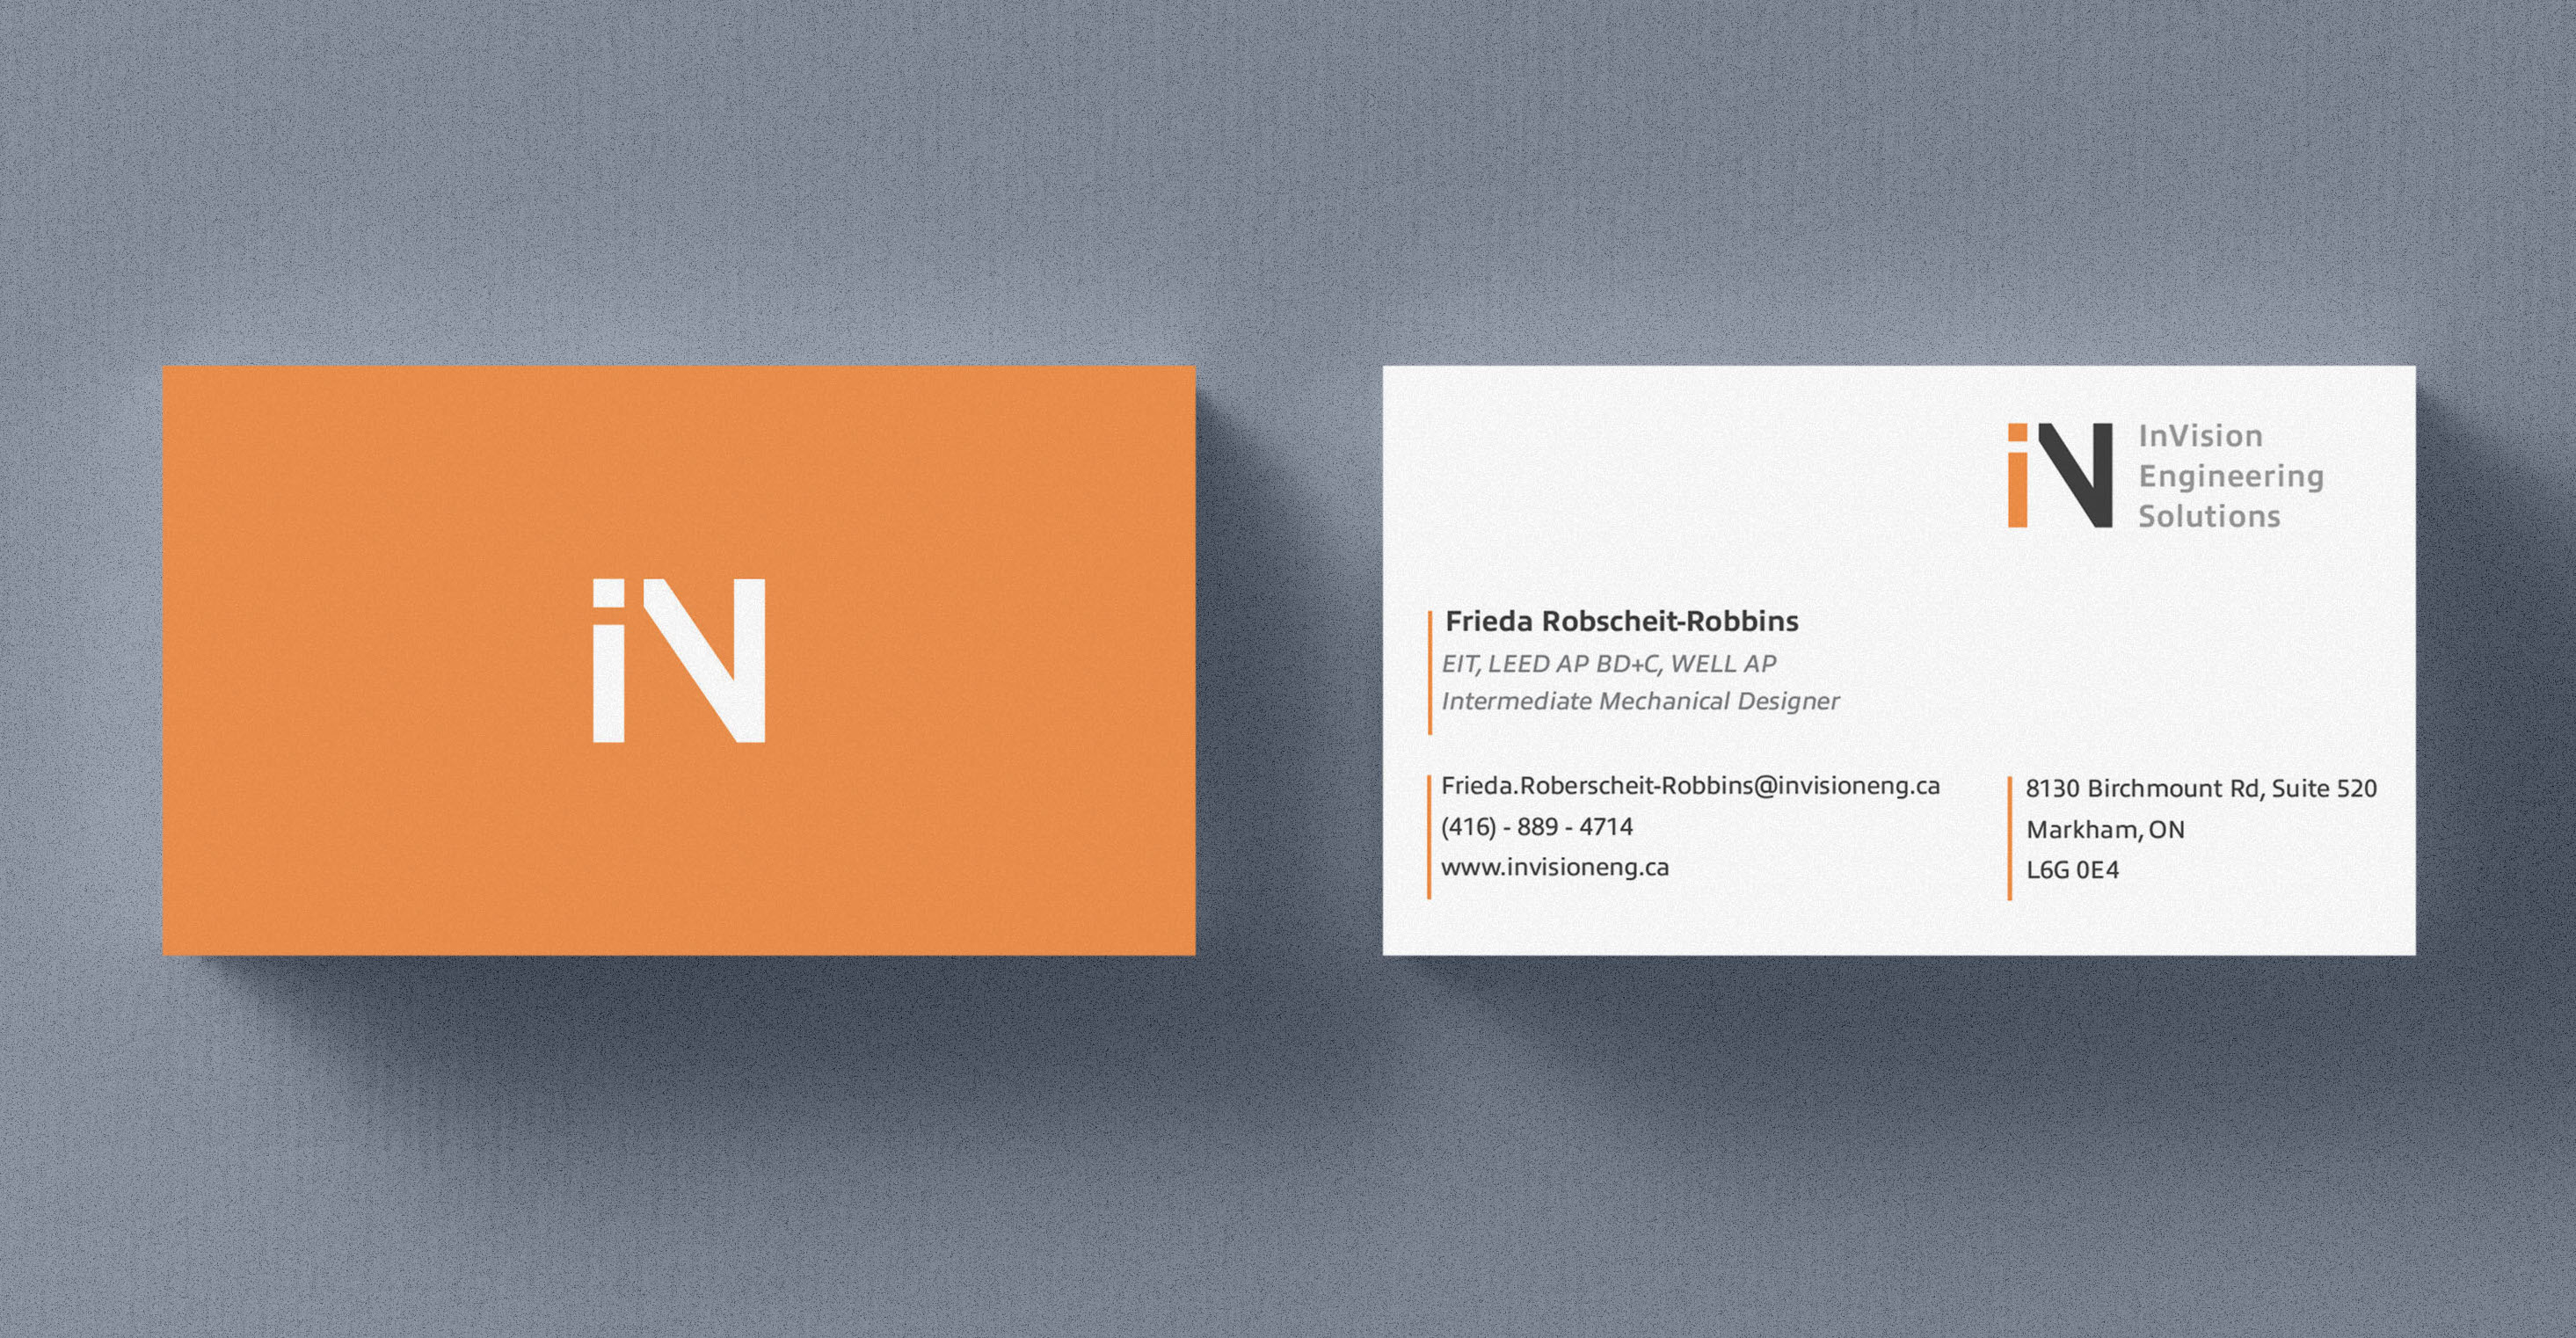 iN
iN
InVision
Engineering
Solutions
Frieda Robscheit-Robbins
EIT, LEED AP BD+C, WELL AP
Intermediate Mechanical Designer
Frieda.Roberscheit-Robbins@invisioneng.ca
(416) - 889 - 4714
www.invisioneng.ca
8130 Birchmount Rd, Suite 520
Markham, ON
L6G 0E4